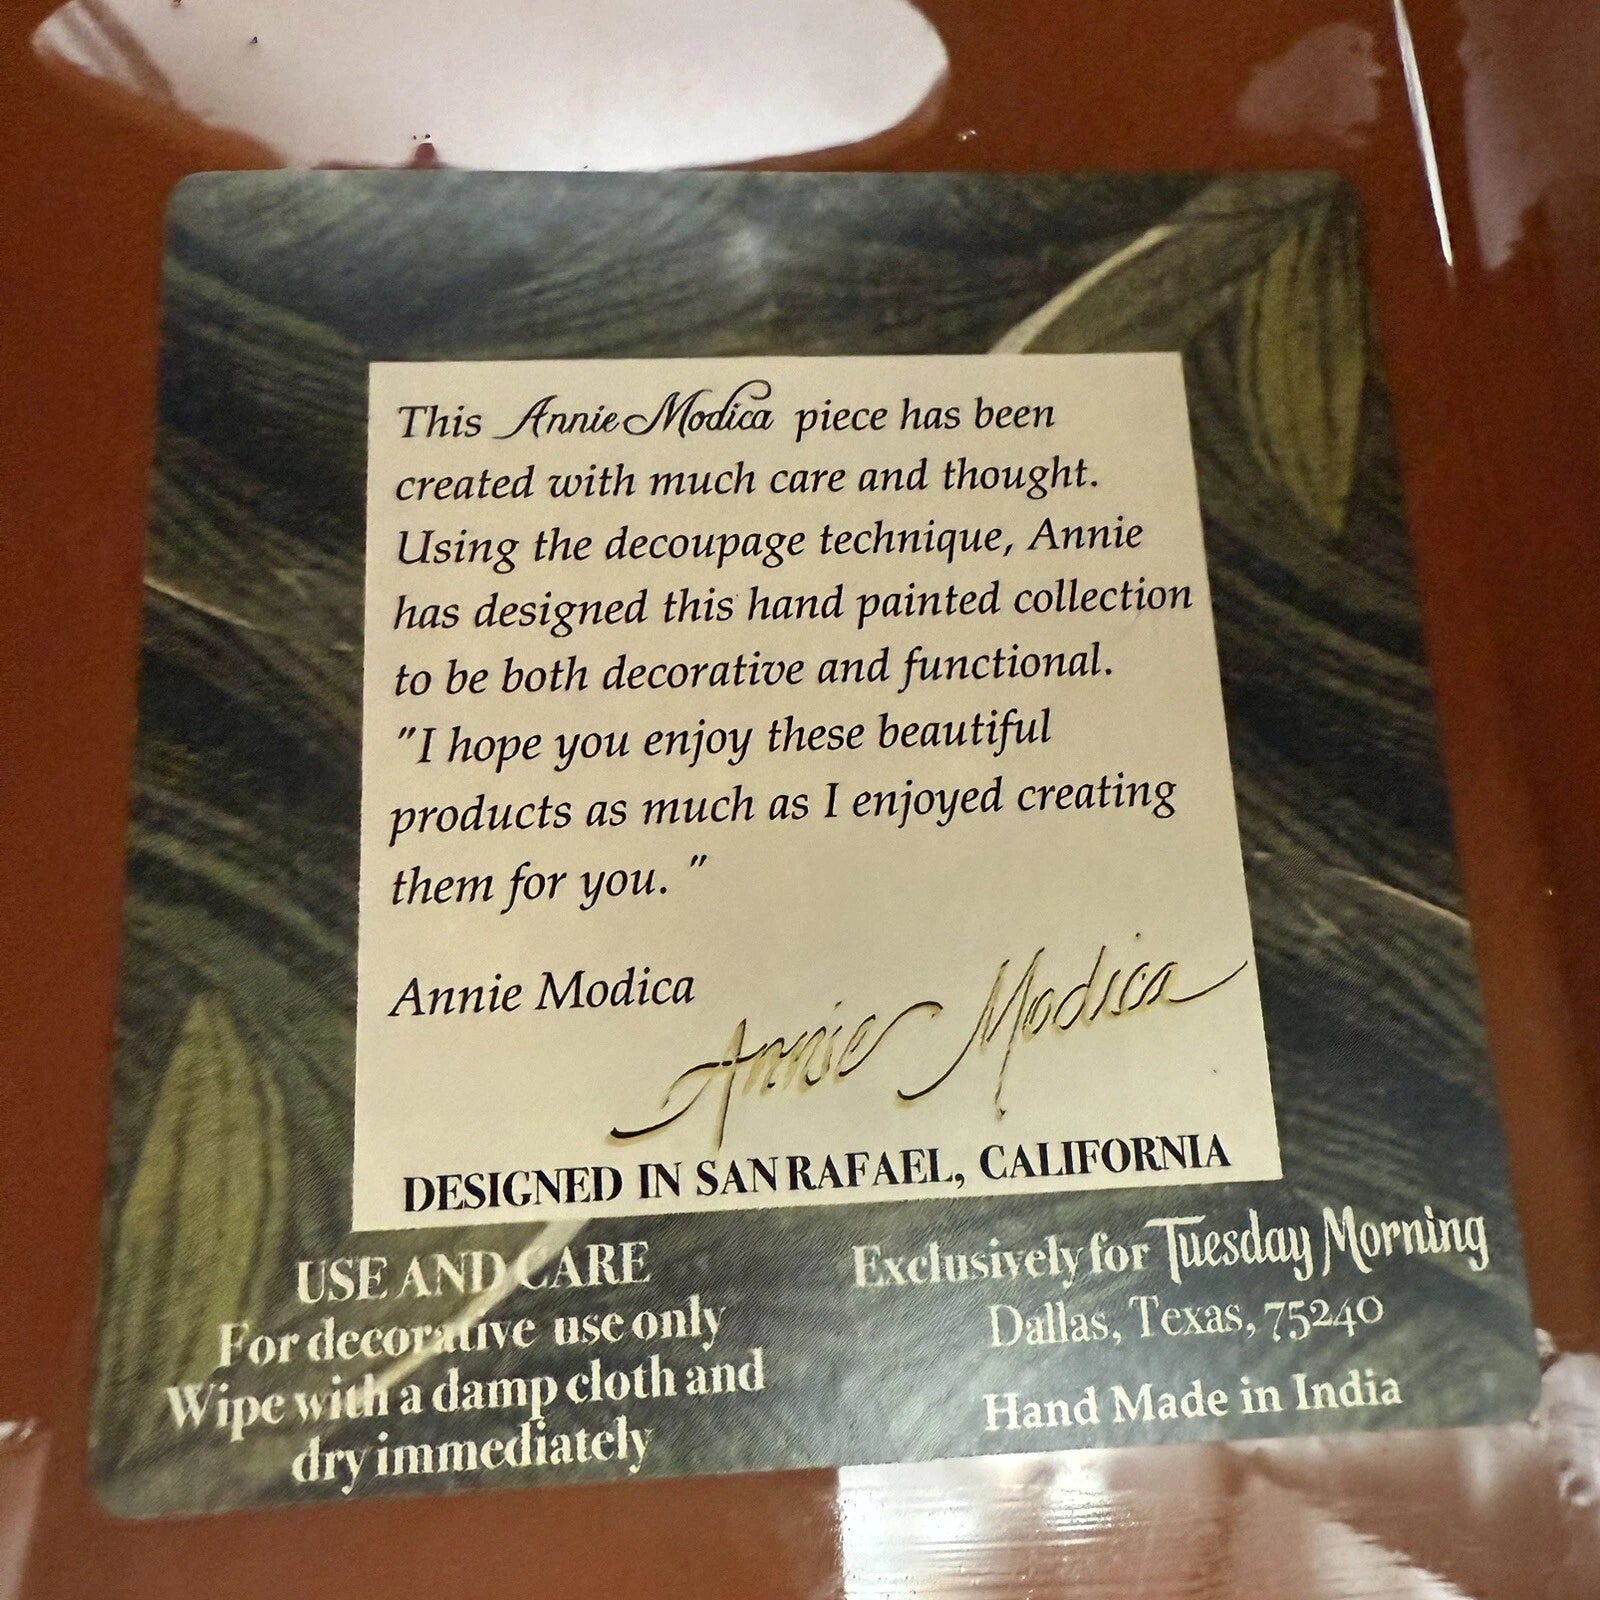 This Annie Modica piece has been
created with much care and thought.
Using the decoupage technique, Annie
has designed this hand painted collection
to be both decorative and functional.
"I hope you enjoy these beautiful
products as much as I enjoyed creating
them for you. "
Annie Modica
Annie Modica
DESIGNED IN SAN RAFAEL, CALIFORNIA
USE AND CARE
For decorative use only
Wipe with a damp cloth and
dry immediately
Exclusively for Tuesday Morning
Dallas, Texas, 75240
Hand Made in India